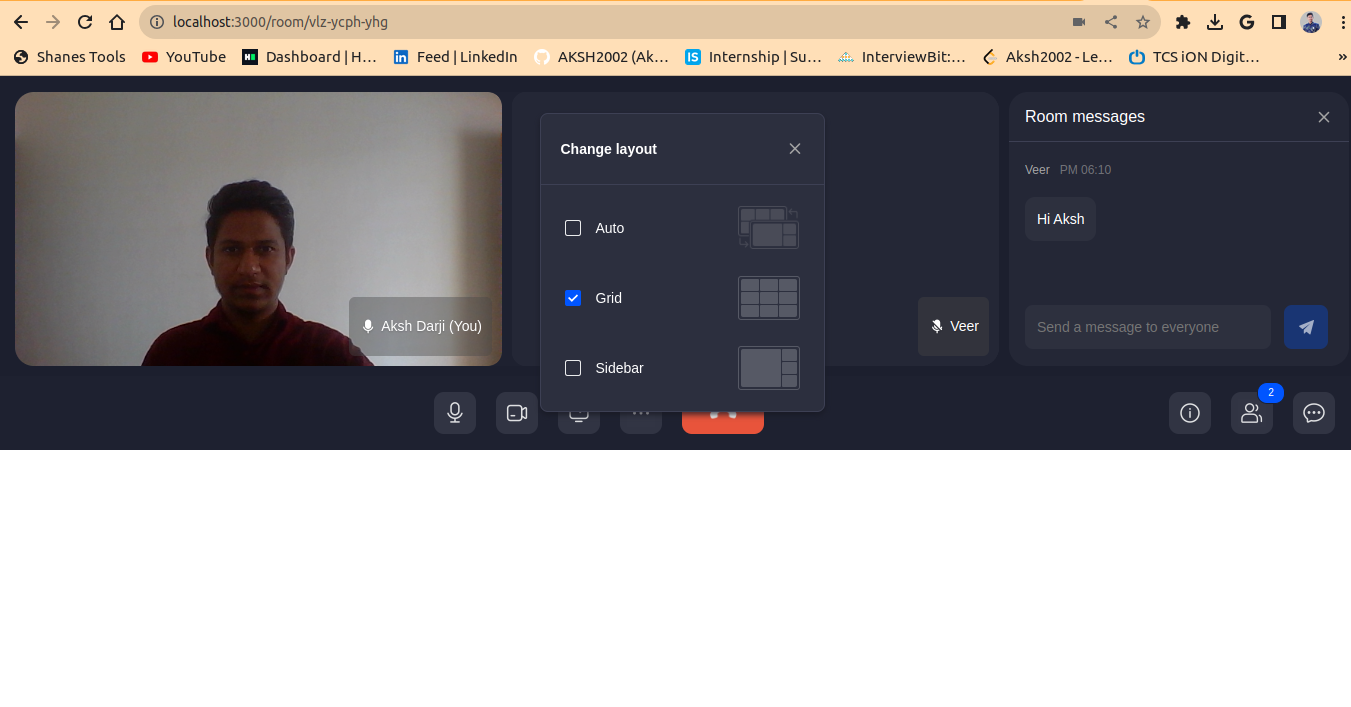 localhost:3000/room/vlz-ycph-yhg
Shanes Tools YouTube Dashboard | H... Feed | LinkedIn AKSH2002 (Ak... Internship | Su... InterviewBit:... Aksh2002 - Le... TCS iON Digit... »
Change layout
Auto
Grid
Sidebar
Aksh Darji (You)
Veer
Room messages
Veer PM 06:10
Hi Aksh
Send a message to everyone
2